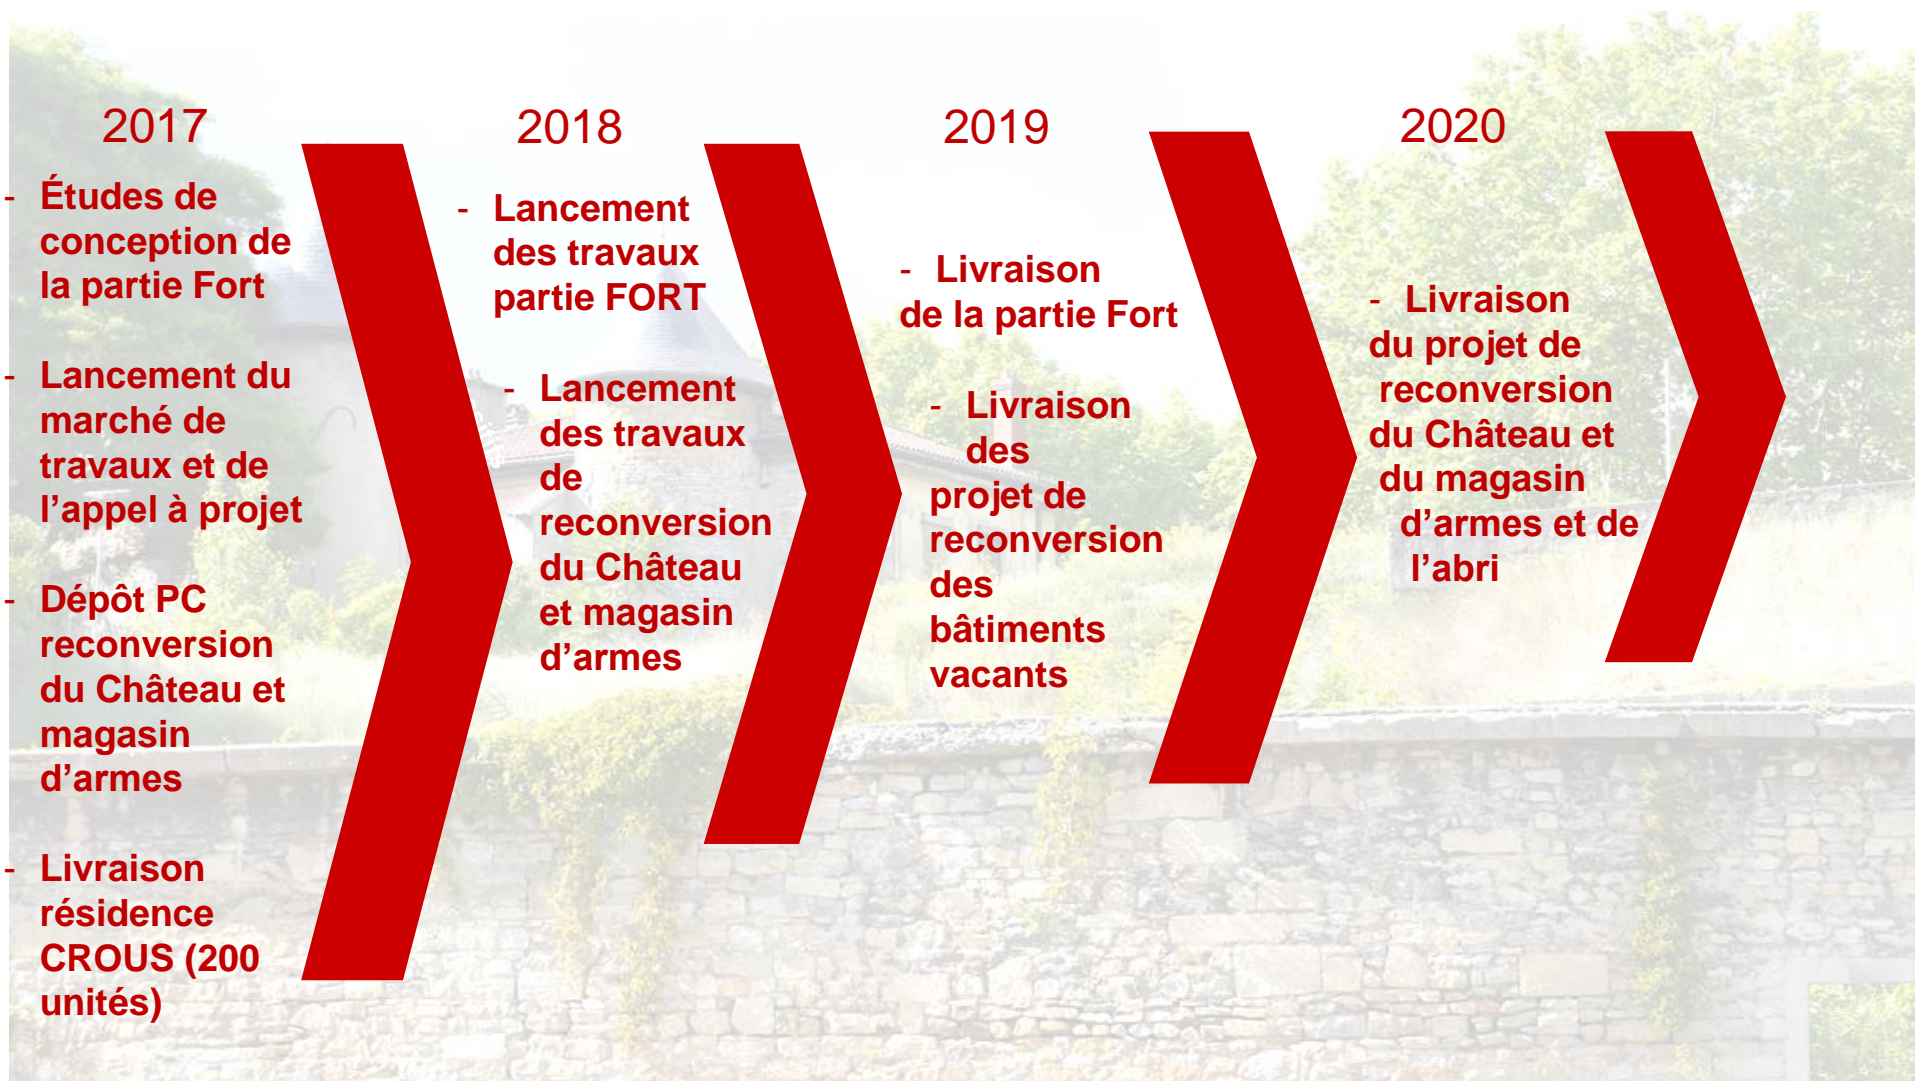 2017
- Études de
conception de
la partie Fort
- Lancement du
marché de
travaux et de
l’appel à projet
- Dépôt PC
reconversion
du Château et
magasin
d’armes
- Livraison
résidence
CROUS (200
unités)
2018
- Lancement
des travaux
partie FORT
- Lancement
des travaux
de
reconversion
du Château
et magasin
d’armes
2019
- Livraison
de la partie Fort
- Livraison
des
projet de
reconversion
des
bâtiments
vacants
2020
- Livraison
du projet de
reconversion
du Château et
du magasin
d’armes et de
l’abri